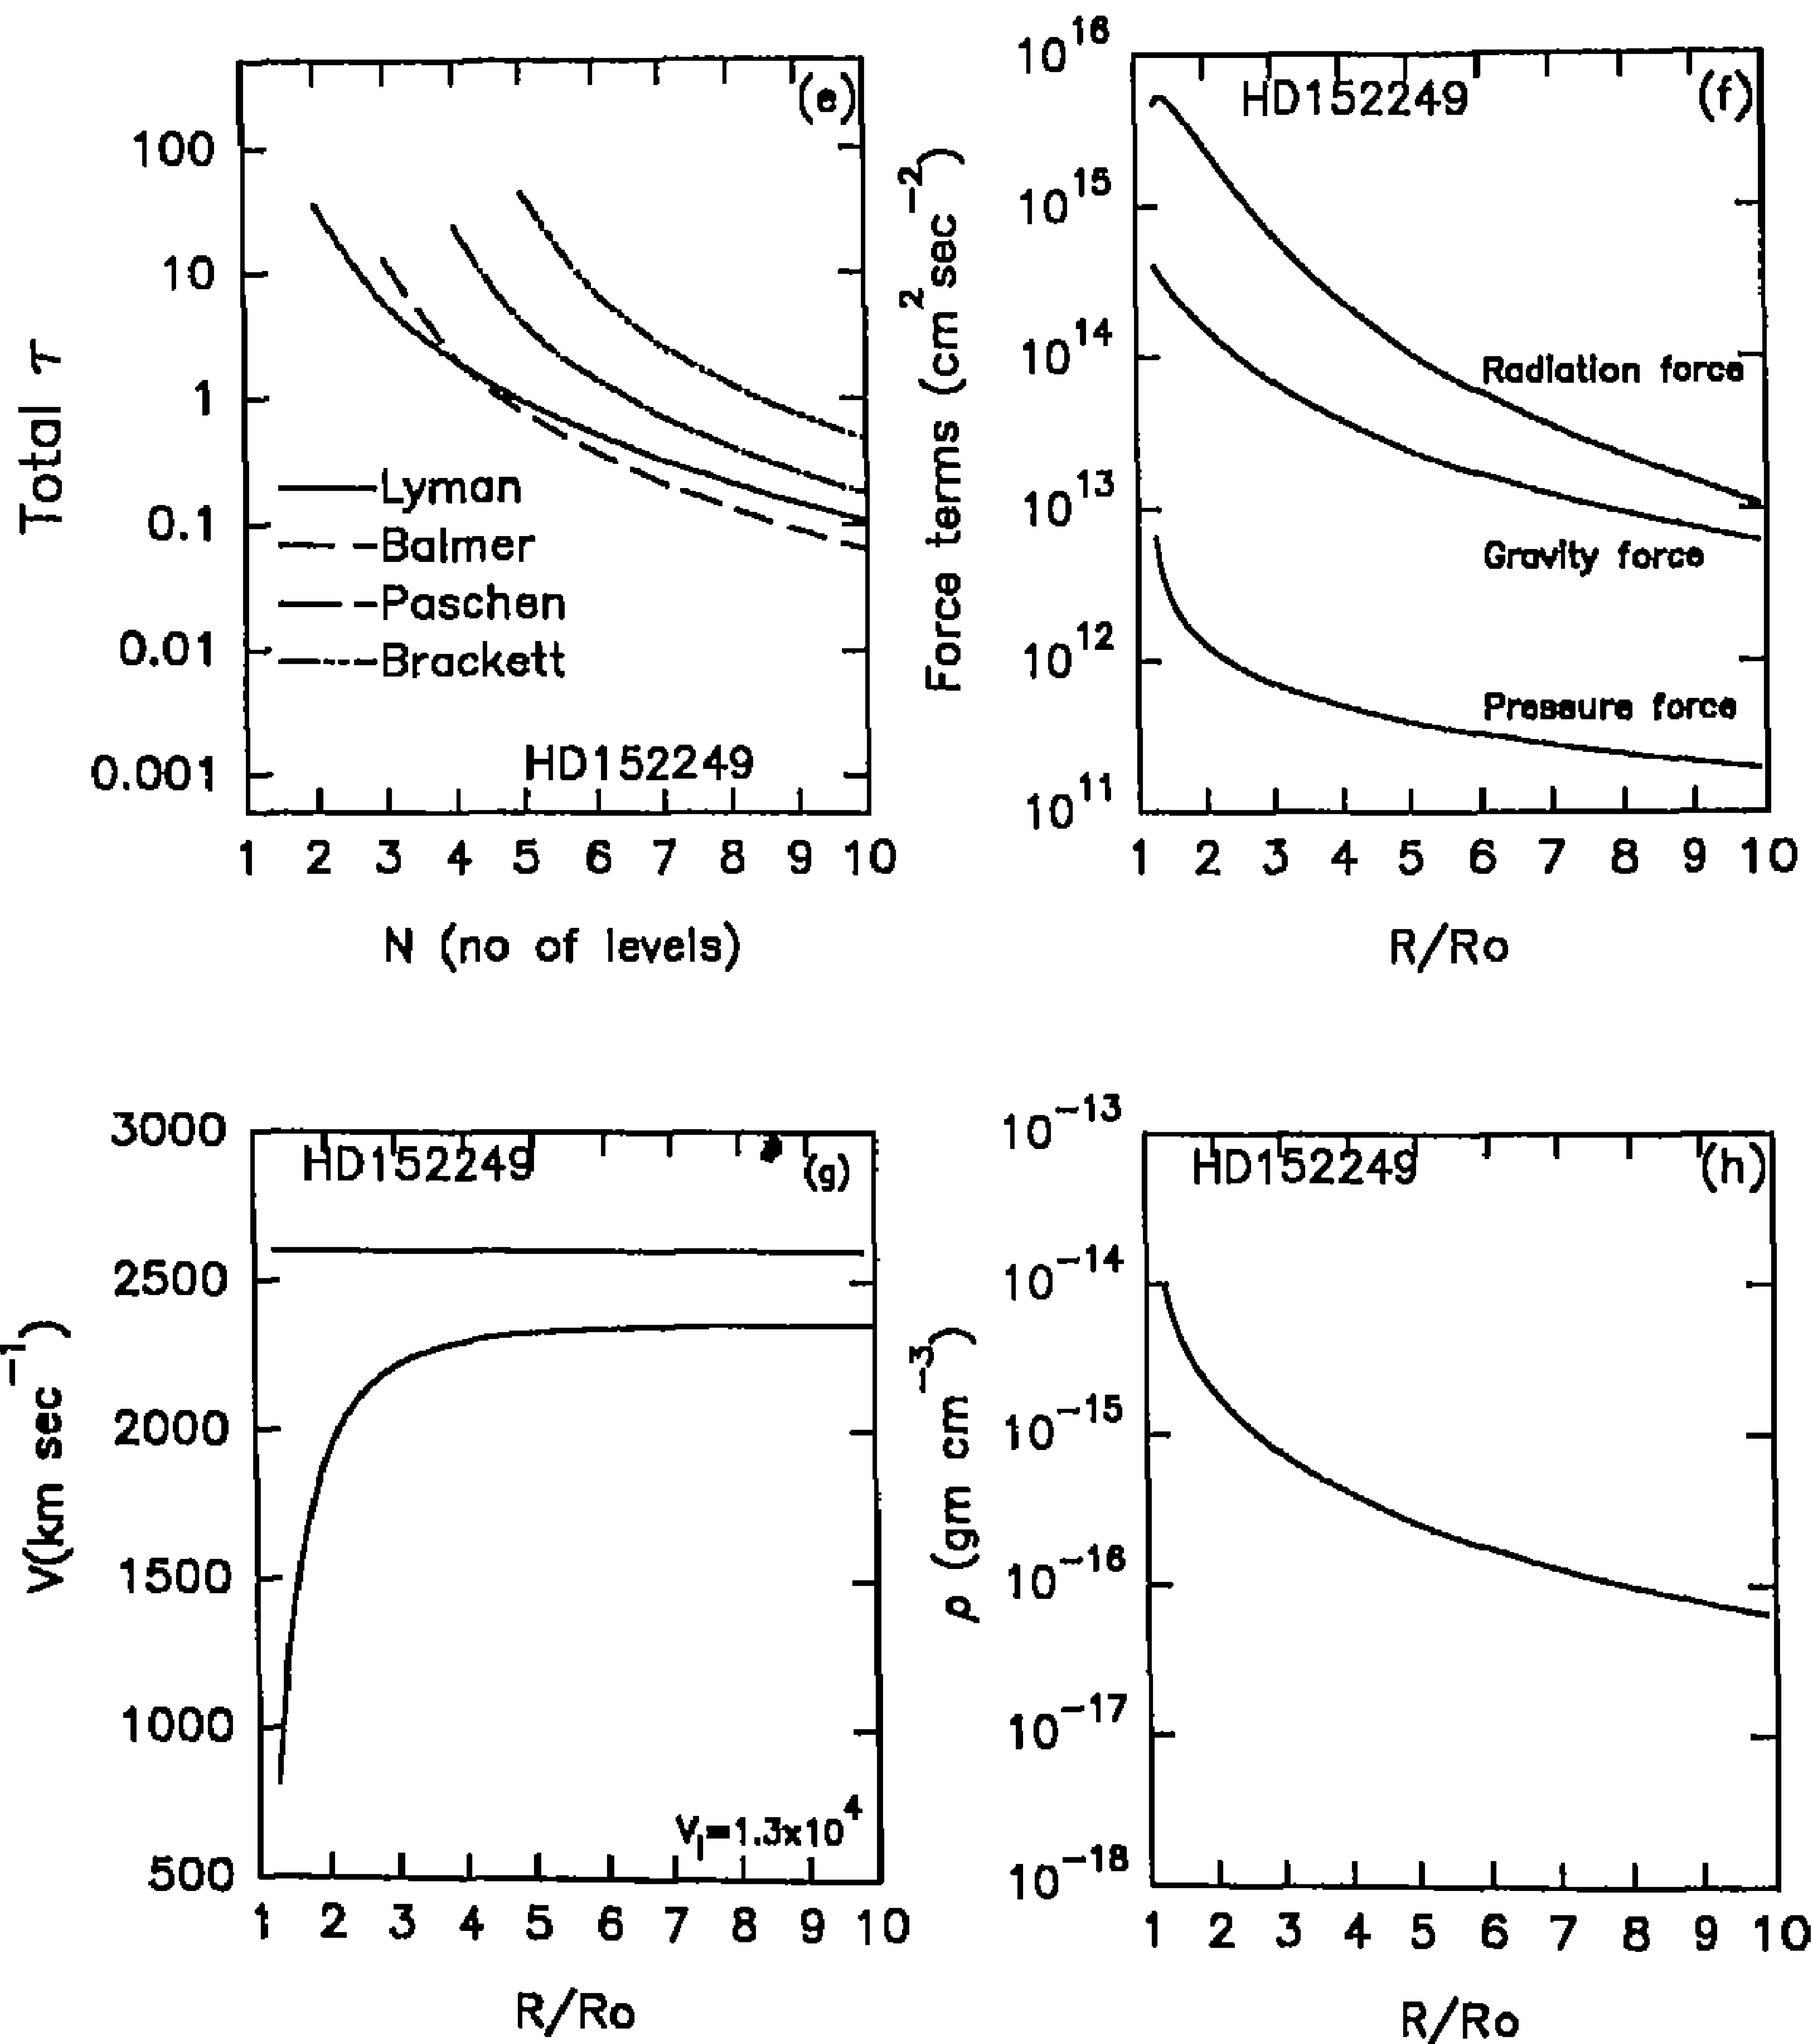 (e)
100
10
1
0.1
0.01
0.001
Total τ
Lyman
Balmer
Paschen
Brackett
HD152249
1 2 3 4 5 6 7 8 9 10
N (no of levels)
HD152249
(f)
10^16
10^15
10^14
10^13
10^12
10^11
Force terms (cm^2 sec^-2)
Radiation force
Gravity force
Pressure force
1 2 3 4 5 6 7 8 9 10
R/Ro
HD152249
(g)
3000
2500
2000
1500
1000
500
V(km sec^-1)
V_I=1.3x10^4
1 2 3 4 5 6 7 8 9 10
R/Ro
HD152249
(h)
10^-13
10^-14
10^-15
10^-16
10^-17
10^-18
ρ (gm cm^-3)
1 2 3 4 5 6 7 8 9 10
R/Ro